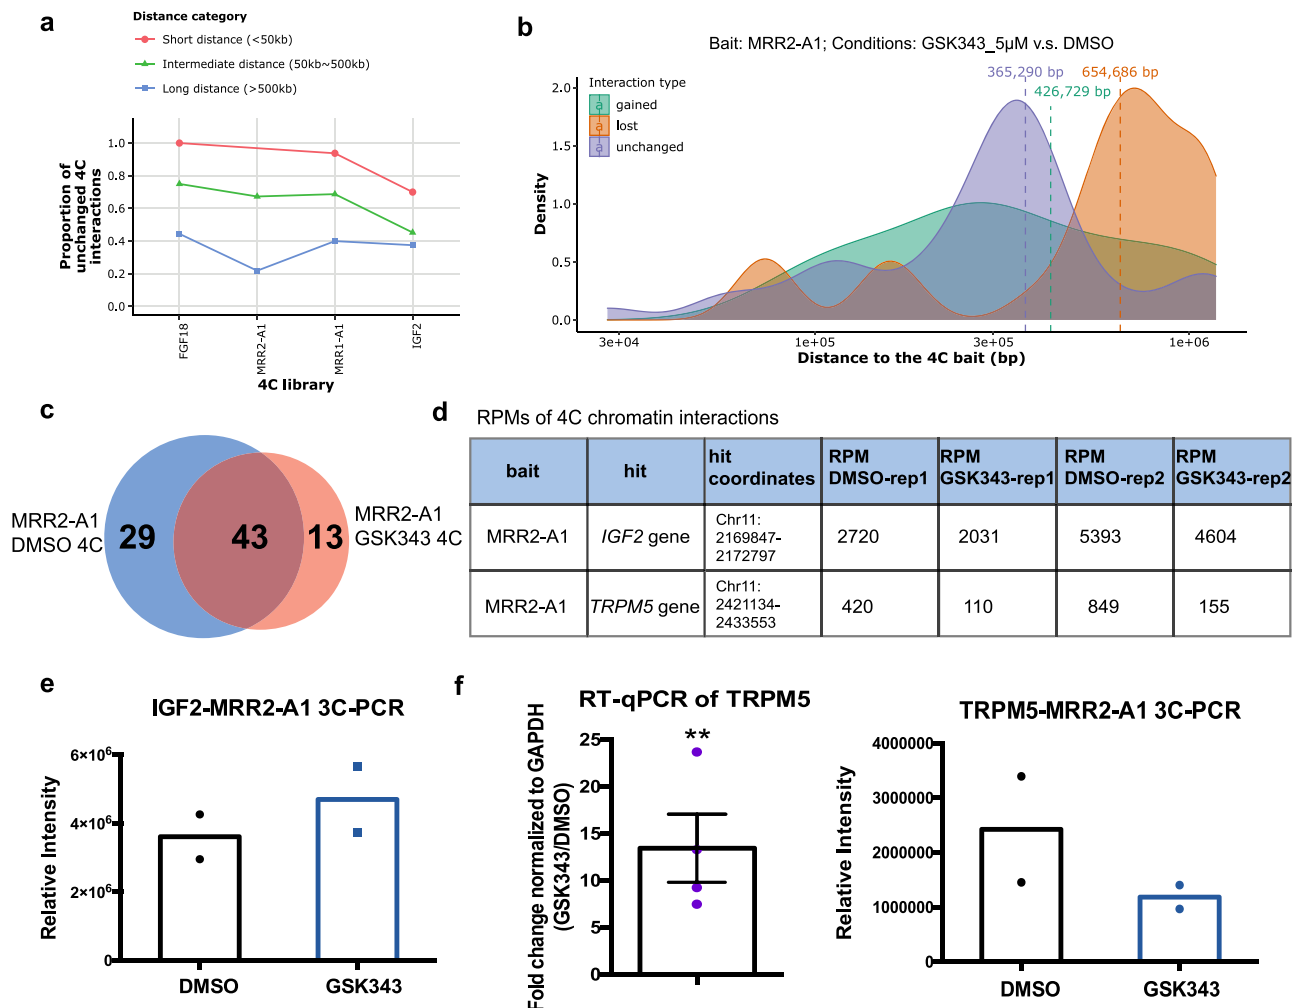 a
Distance category
Short distance (<50kb)
Intermediate distance (50kb~500kb)
Long distance (>500kb)
Proportion of
unchanged 4C
interactions
1.0
0.8
0.6
0.4
0.2
0.0
FGF18
MRR2-A1
MRR1-A1
IGF2
4C library
b
Bait: MRR2-A1; Conditions: GSK343_5µM v.s. DMSO
365,290 bp
654,686 bp
426,729 bp
Interaction type
a gained
a lost
a unchanged
Density
2.0
1.5
1.0
0.5
0.0
3e+04
1e+05
3e+05
1e+06
Distance to the 4C bait (bp)
c
MRR2-A1
DMSO 4C
29
43
13
MRR2-A1
GSK343 4C
d
RPMs of 4C chromatin interactions
bait
hit
hit
coordinates
RPM
DMSO-rep1
RPM
GSK343-rep1
RPM
DMSO-rep2
RPM
GSK343-rep2
MRR2-A1
IGF2 gene
Chr11:
2169847-
2172797
2720
2031
5393
4604
MRR2-A1
TRPM5 gene
Chr11:
2421134-
2433553
420
110
849
155
e
IGF2-MRR2-A1 3C-PCR
Relative Intensity
6×10⁶
4×10⁶
2×10⁶
0
DMSO
GSK343
f
RT-qPCR of TRPM5
Fold change normalized to GAPDH
(GSK343/DMSO)
25
20
15
10
5
0
**
TRPM5-MRR2-A1 3C-PCR
Relative Intensity
4000000
3000000
2000000
1000000
0
DMSO
GSK343